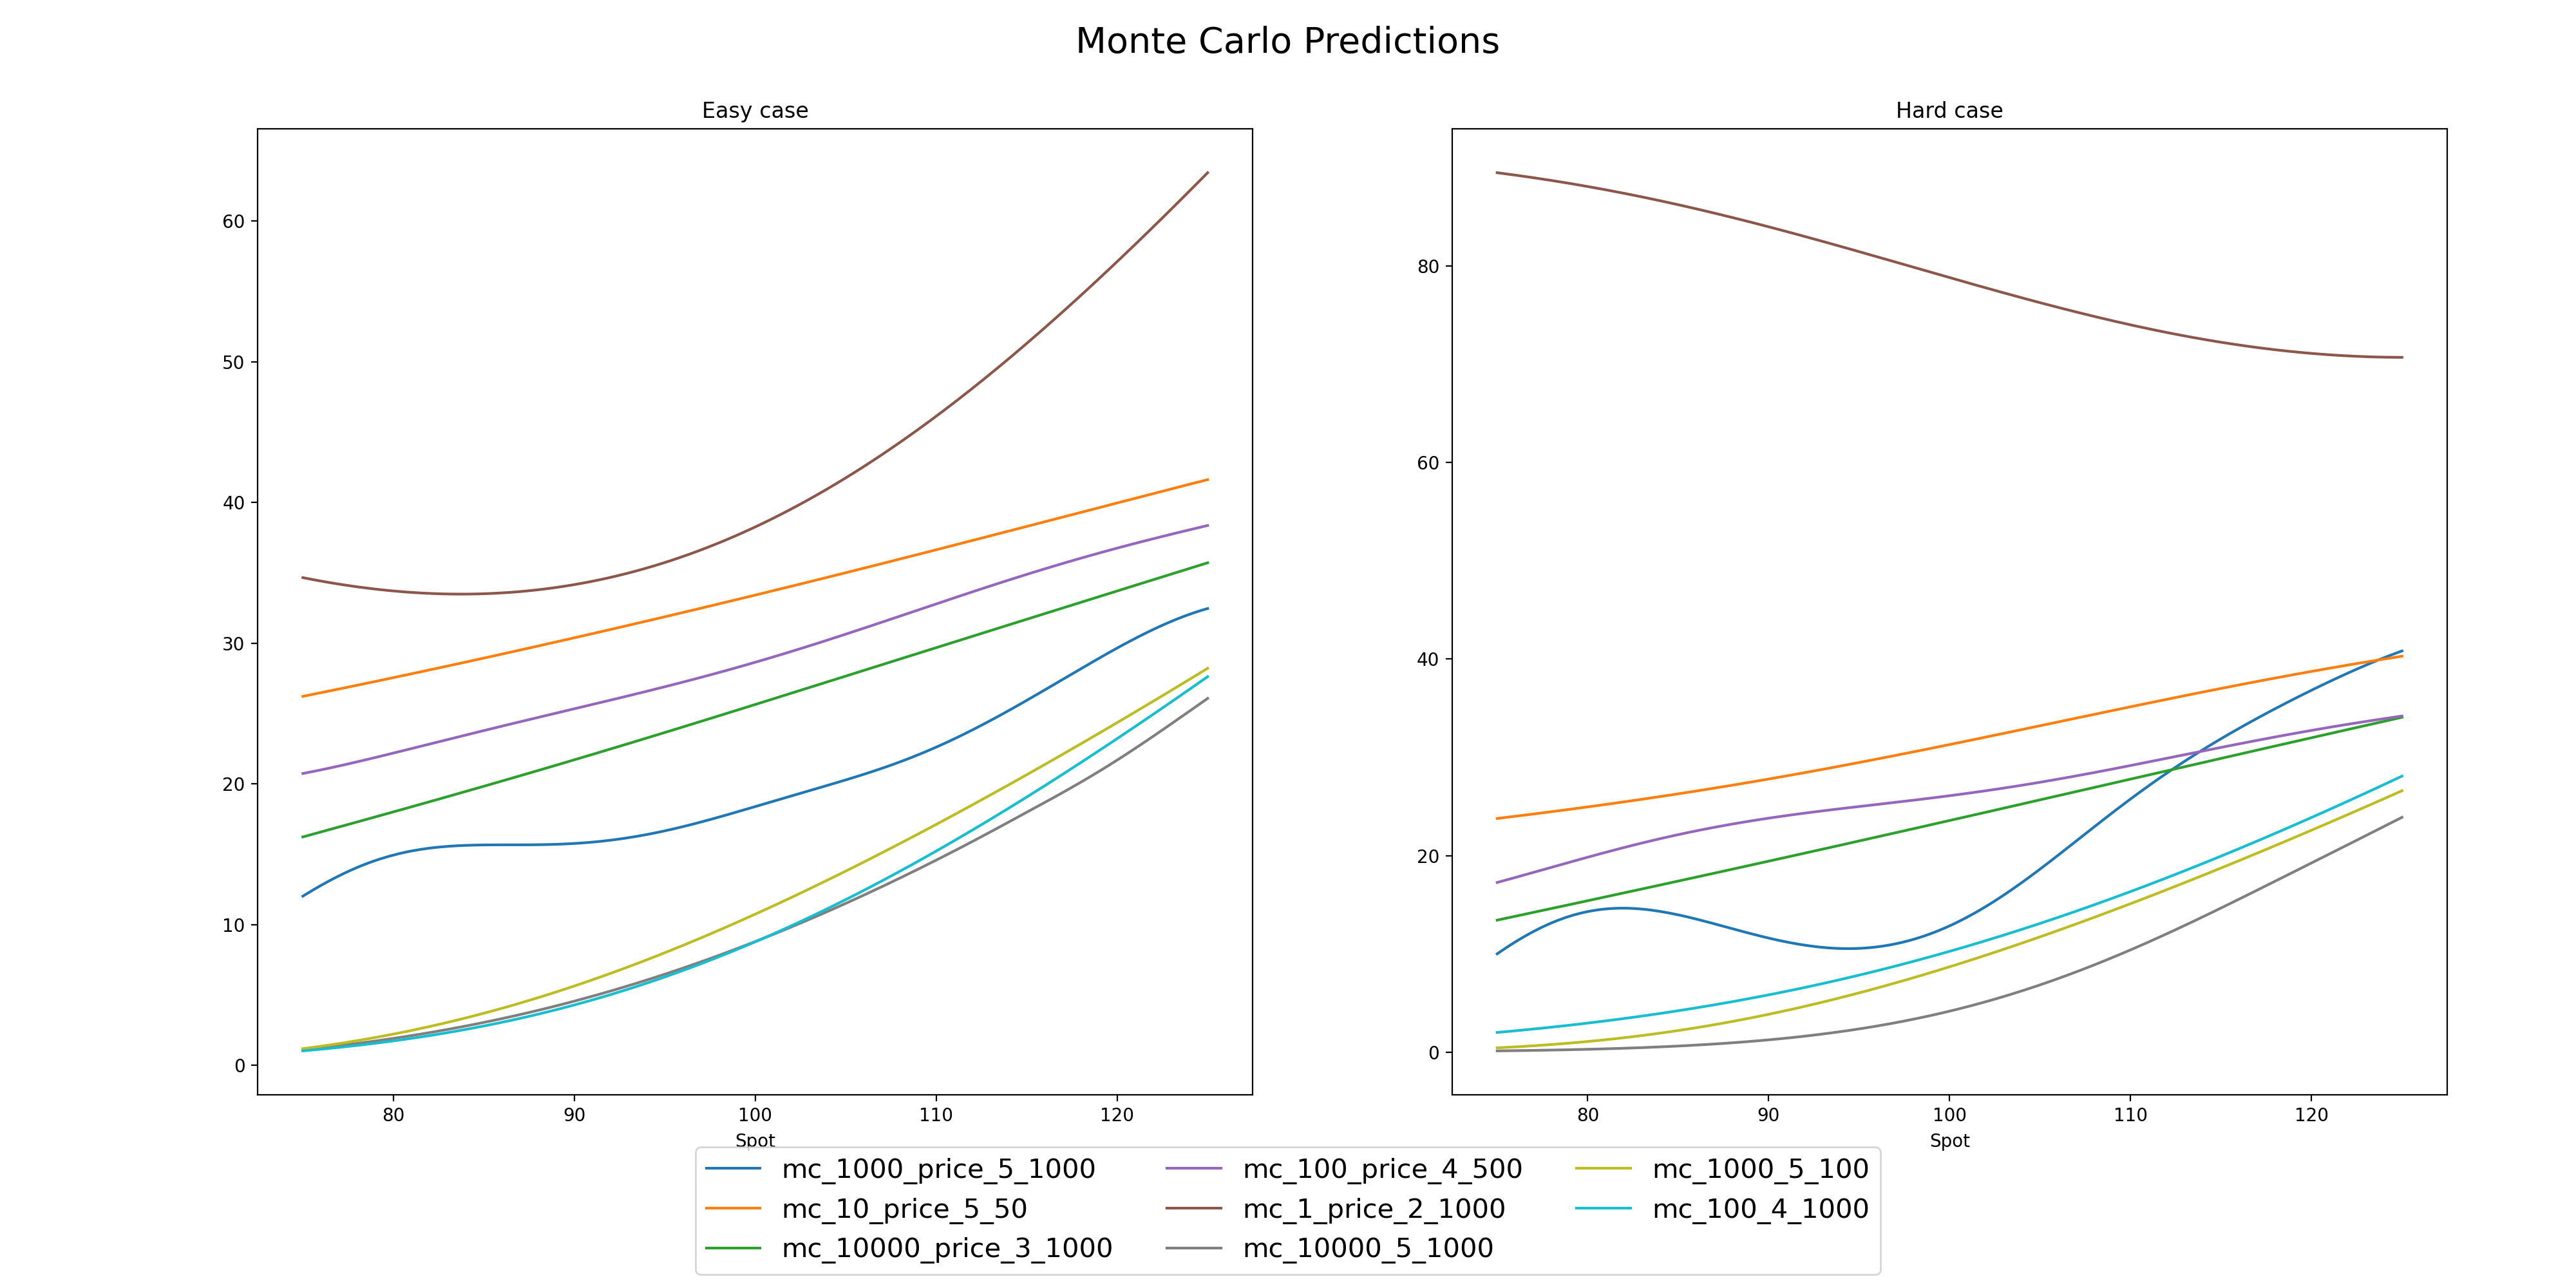 Monte Carlo Predictions
Easy case
60
50
40
30
20
10
0
80 90 100 110 120
Spot
Hard case
80
60
40
20
0
80 90 100 110 120
Spot
mc_1000_price_5_1000
mc_10_price_5_50
mc_10000_price_3_1000
mc_100_price_4_500
mc_1_price_2_1000
mc_10000_5_1000
mc_1000_5_100
mc_100_4_1000